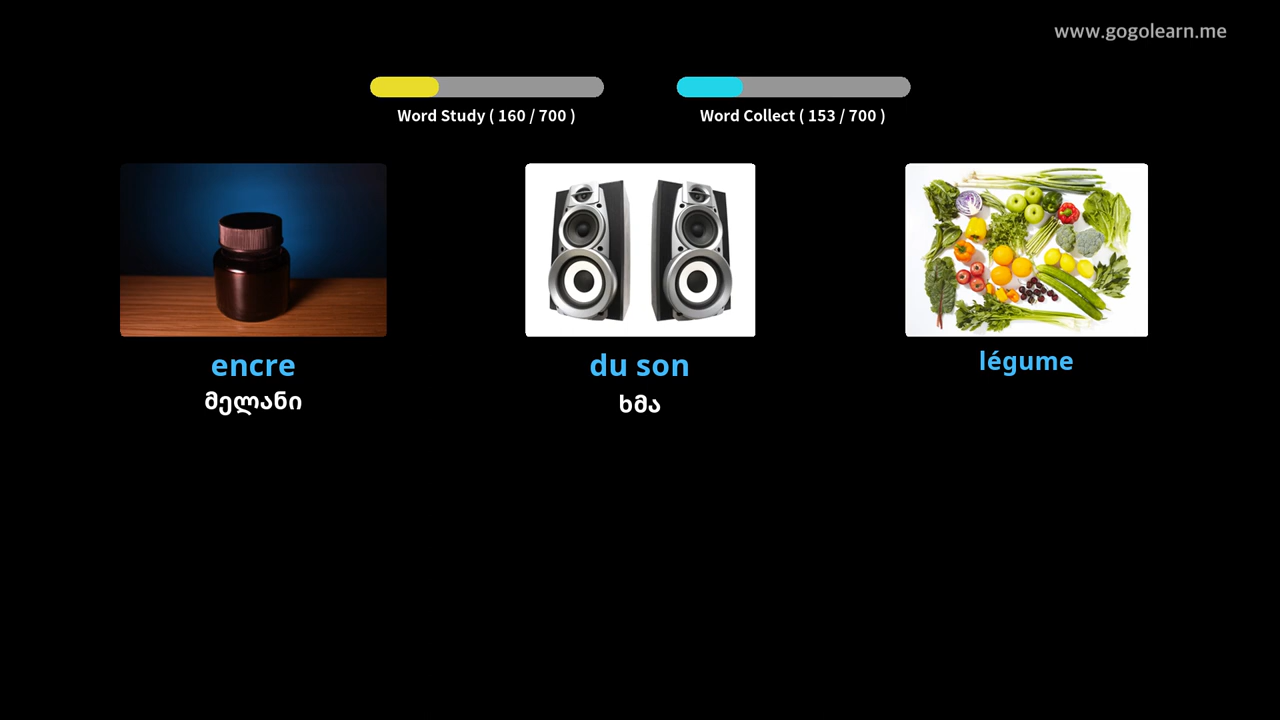 www.gogolearn.me
Word Study ( 160 / 700 )
Word Collect ( 153 / 700 )
encre
du son
légume
მელანი
ხმა